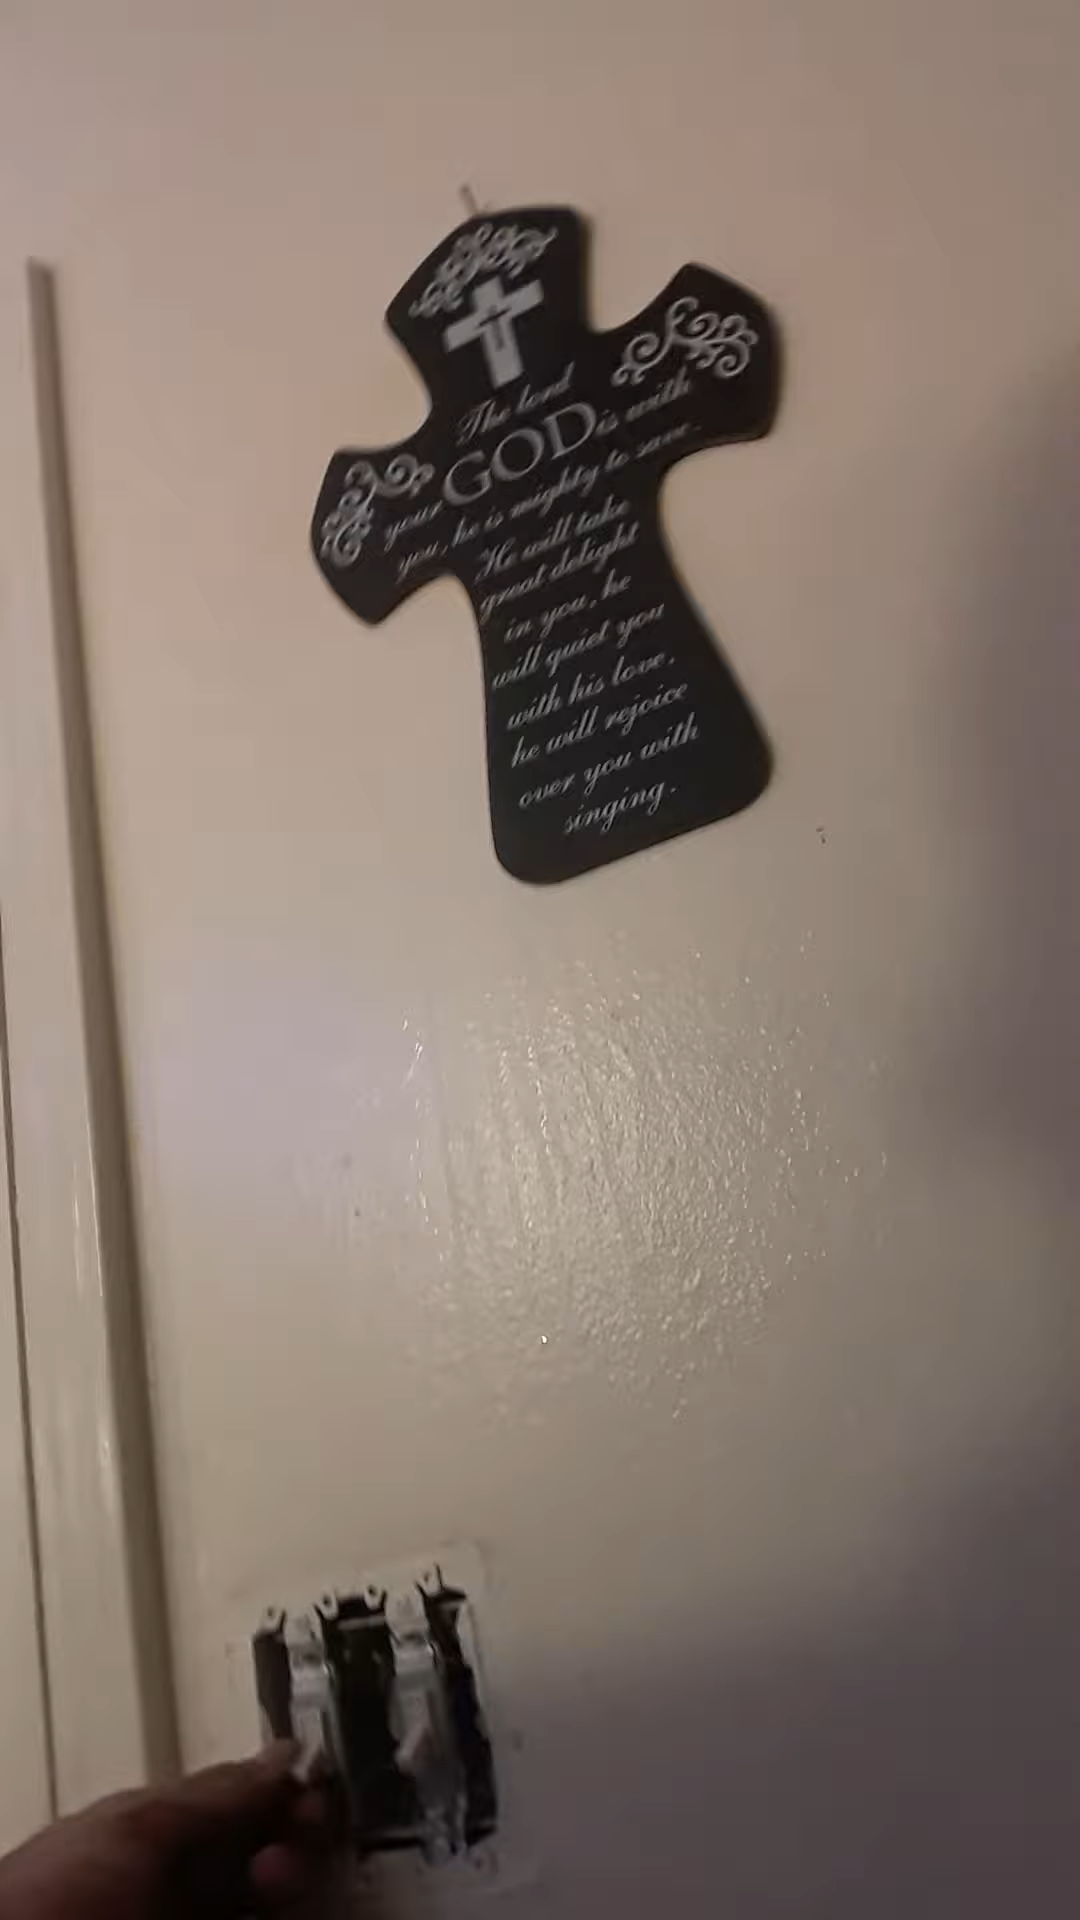 The lord
your GOD is with
you, he is mighty to save.
He will take
great delight
in you, he
will quiet you
with his love,
he will rejoice
over you with
singing.